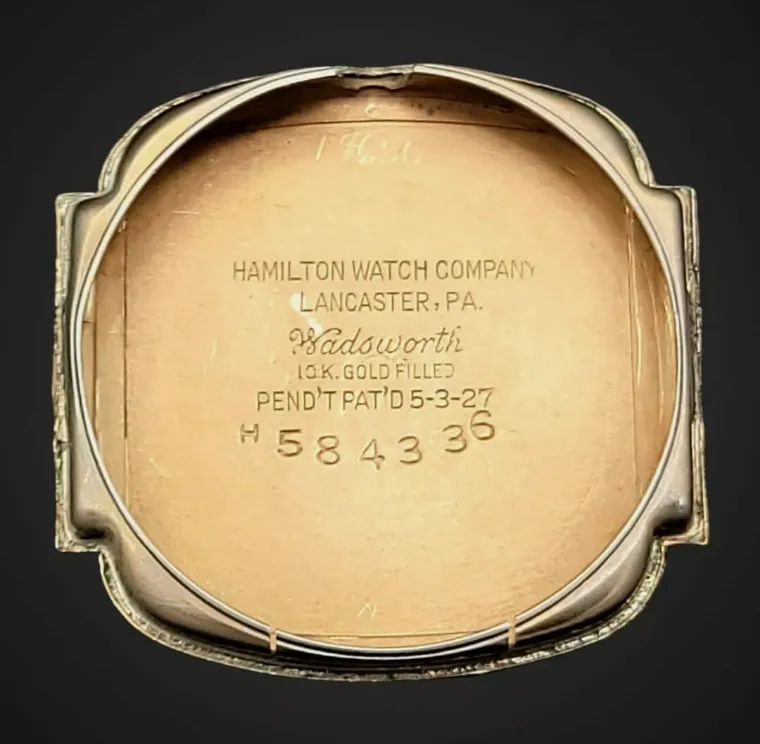 HAMILTON WATCH COMPANY
LANCASTER, PA.
Wadsworth
10K. GOLD FILLED
PEND'T PAT'D 5-3-27
H 584336